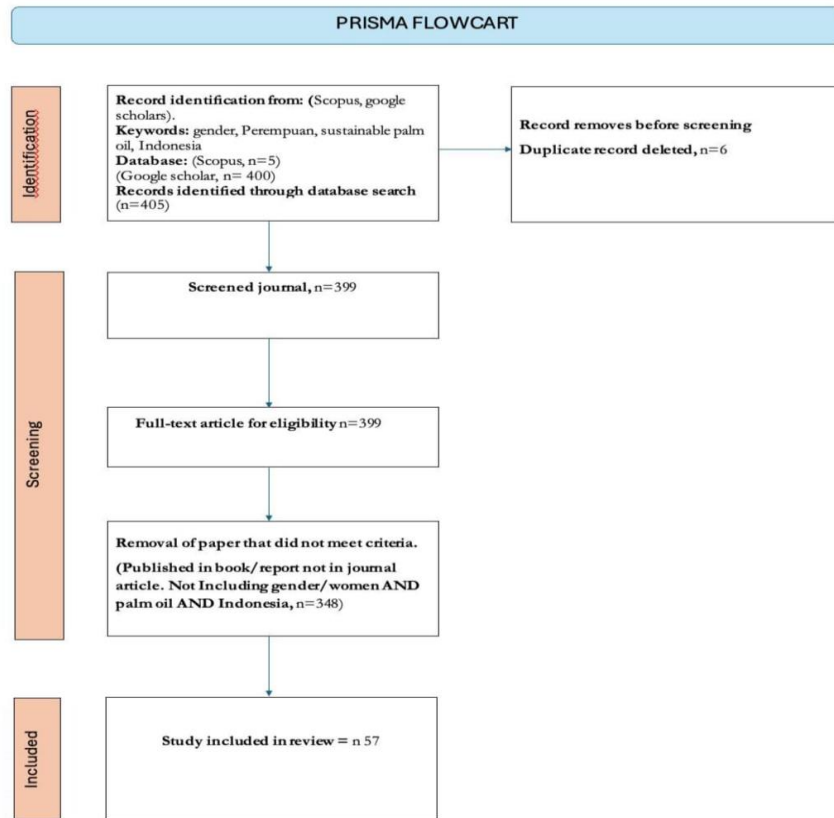 PRISMA FLOWCART
Identification
Record identification from: (Scopus, google
scholars).
Keywords: gender, Perempuan, sustainable palm
oil, Indonesia
Database: (Scopus, n=5)
(Google scholar, n= 400)
Records identified through database search
(n=405)
Record removes before screening
Duplicate record deleted, n=6
Screening
Screened journal, n=399
Full-text article for eligibility n=399
Removal of paper that did not meet criteria.
(Published in book/report not in journal
article. Not Including gender/women AND
palm oil AND Indonesia, n=348)
Included
Study included in review = n 57